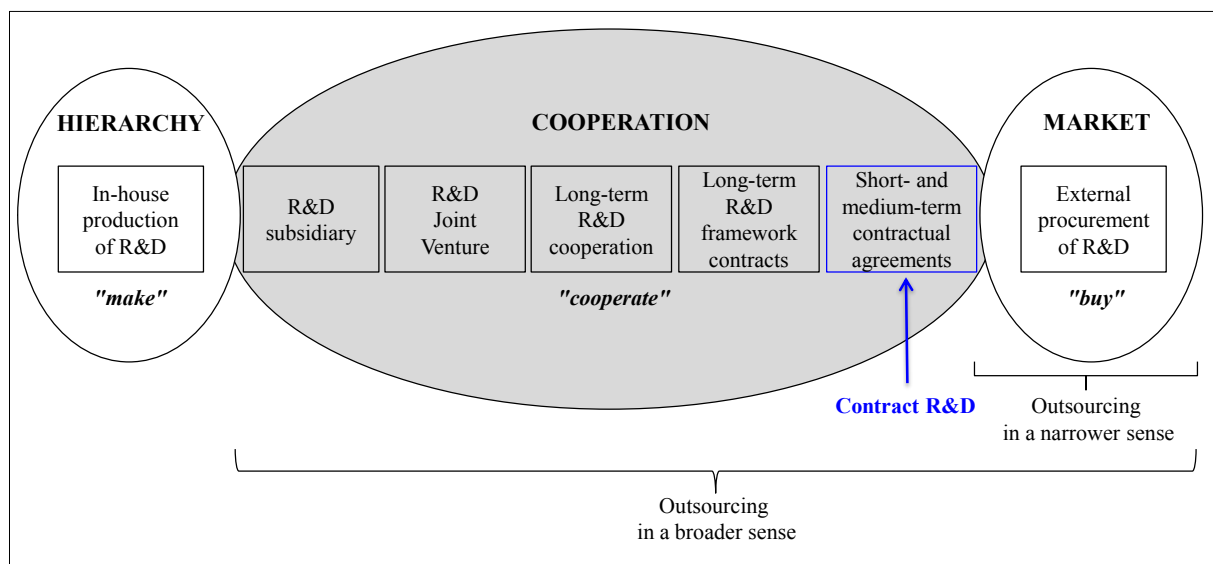 HIERARCHY
In-house
production
of R&D
"make"
COOPERATION
R&D
subsidiary
R&D
Joint
Venture
Long-term
R&D
cooperation
Long-term
R&D
framework
contracts
Short- and
medium-term
contractual
agreements
"cooperate"
Contract R&D
MARKET
External
procurement
of R&D
"buy"
Outsourcing
in a narrower sense
Outsourcing
in a broader sense